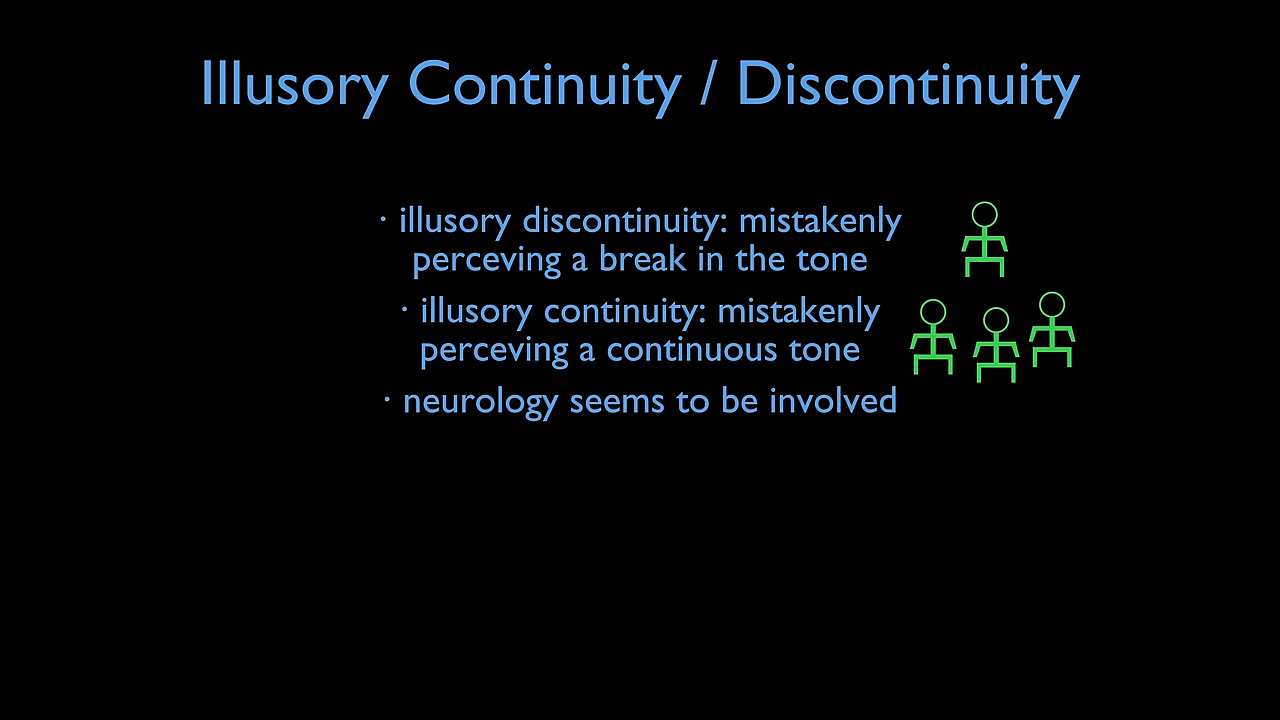 Illusory Continuity / Discontinuity
· illusory discontinuity: mistakenly
perceving a break in the tone
· illusory continuity: mistakenly
perceving a continuous tone
· neurology seems to be involved